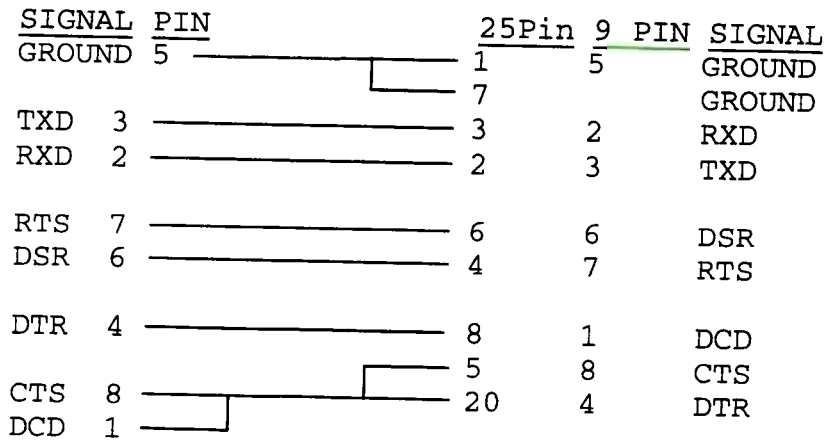 SIGNAL PIN 25Pin 9 PIN SIGNAL
GROUND 5 1 5 GROUND
7 GROUND
TXD 3 3 2 RXD
RXD 2 2 3 TXD
RTS 7 6 6 DSR
DSR 6 4 7 RTS
DTR 4 8 1 DCD
5 8 CTS
CTS 8 20 4 DTR
DCD 1